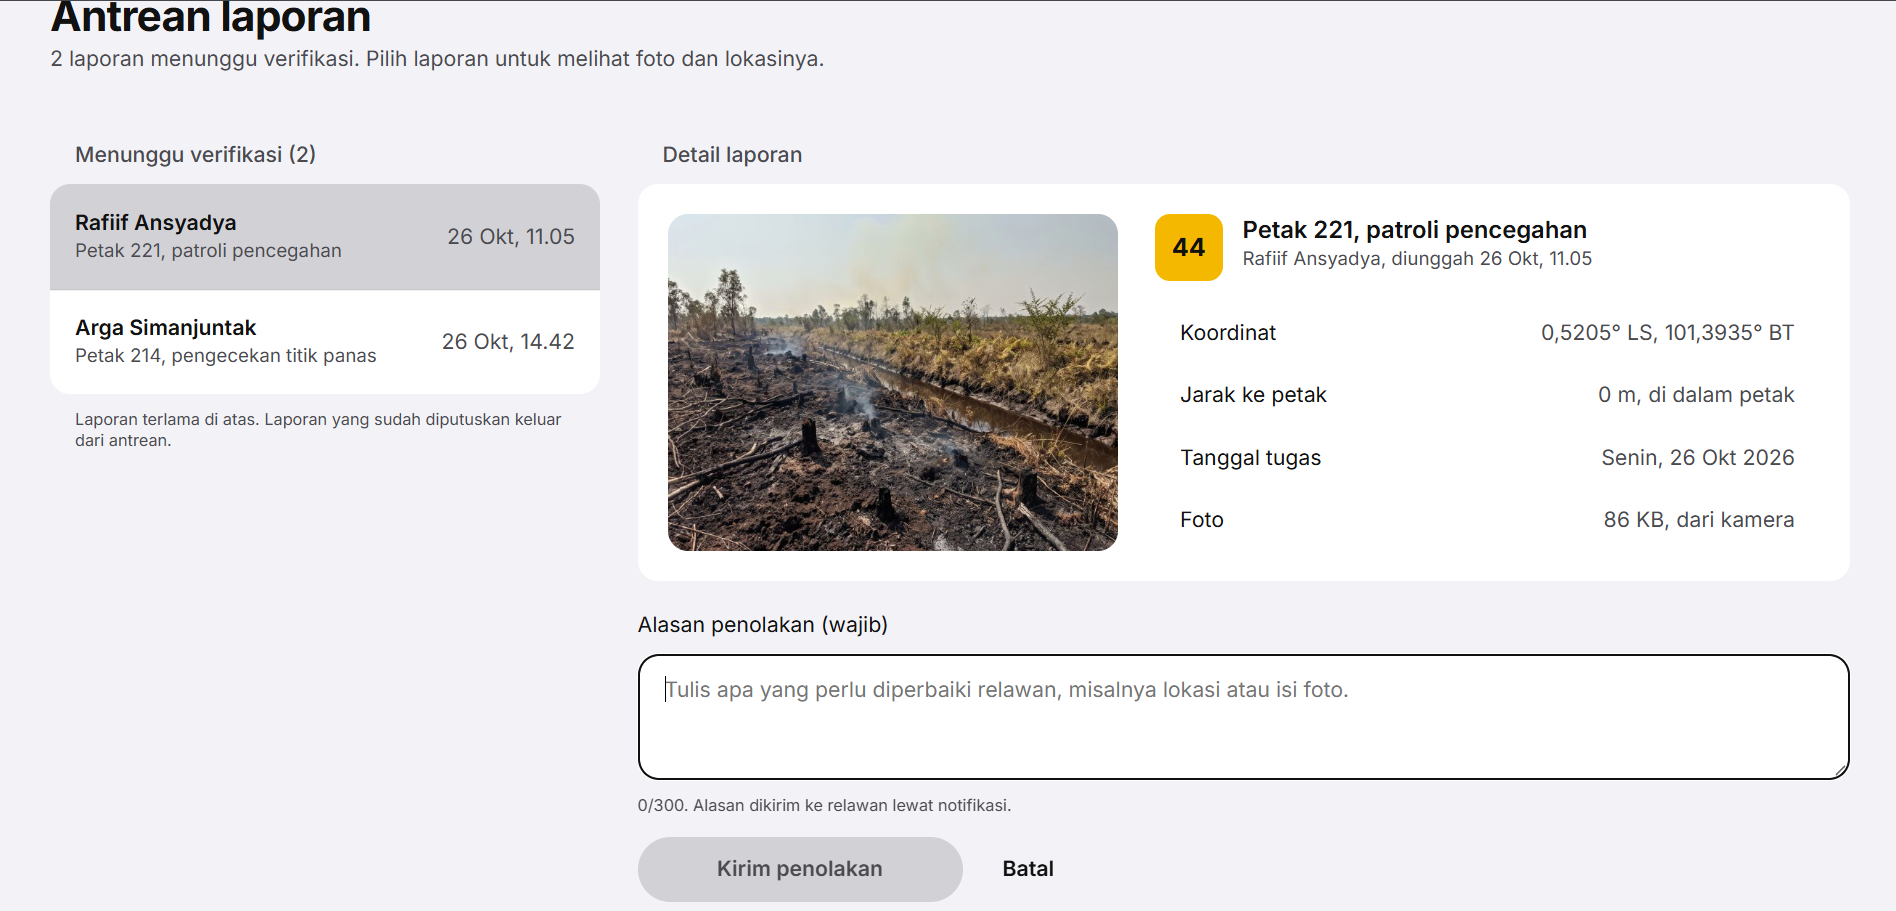 Antrean laporan
2 laporan menunggu verifikasi. Pilih laporan untuk melihat foto dan lokasinya.
Menunggu verifikasi (2)
Rafiif Ansyadya
Petak 221, patroli pencegahan
26 Okt, 11.05
Arga Simanjuntak
Petak 214, pengecekan titik panas
26 Okt, 14.42
Laporan terlama di atas. Laporan yang sudah diputuskan keluar
dari antrean.
Detail laporan
44
Petak 221, patroli pencegahan
Rafiif Ansyadya, diunggah 26 Okt, 11.05
Koordinat
0,5205° LS, 101,3935° BT
Jarak ke petak
0 m, di dalam petak
Tanggal tugas
Senin, 26 Okt 2026
Foto
86 KB, dari kamera
Alasan penolakan (wajib)
Tulis apa yang perlu diperbaiki relawan, misalnya lokasi atau isi foto.
0/300. Alasan dikirim ke relawan lewat notifikasi.
Kirim penolakan
Batal